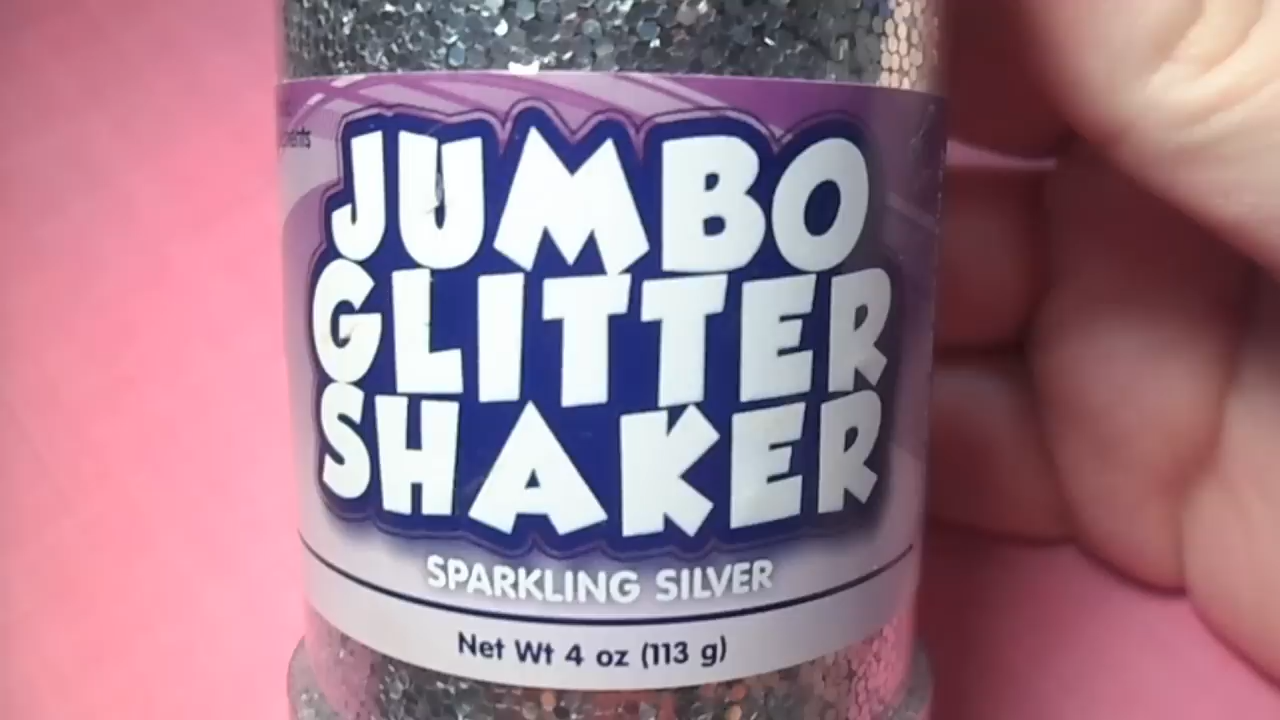 JUMBO
GLITTER
SHAKER
SPARKLING SILVER
Net Wt 4 oz (113 g)